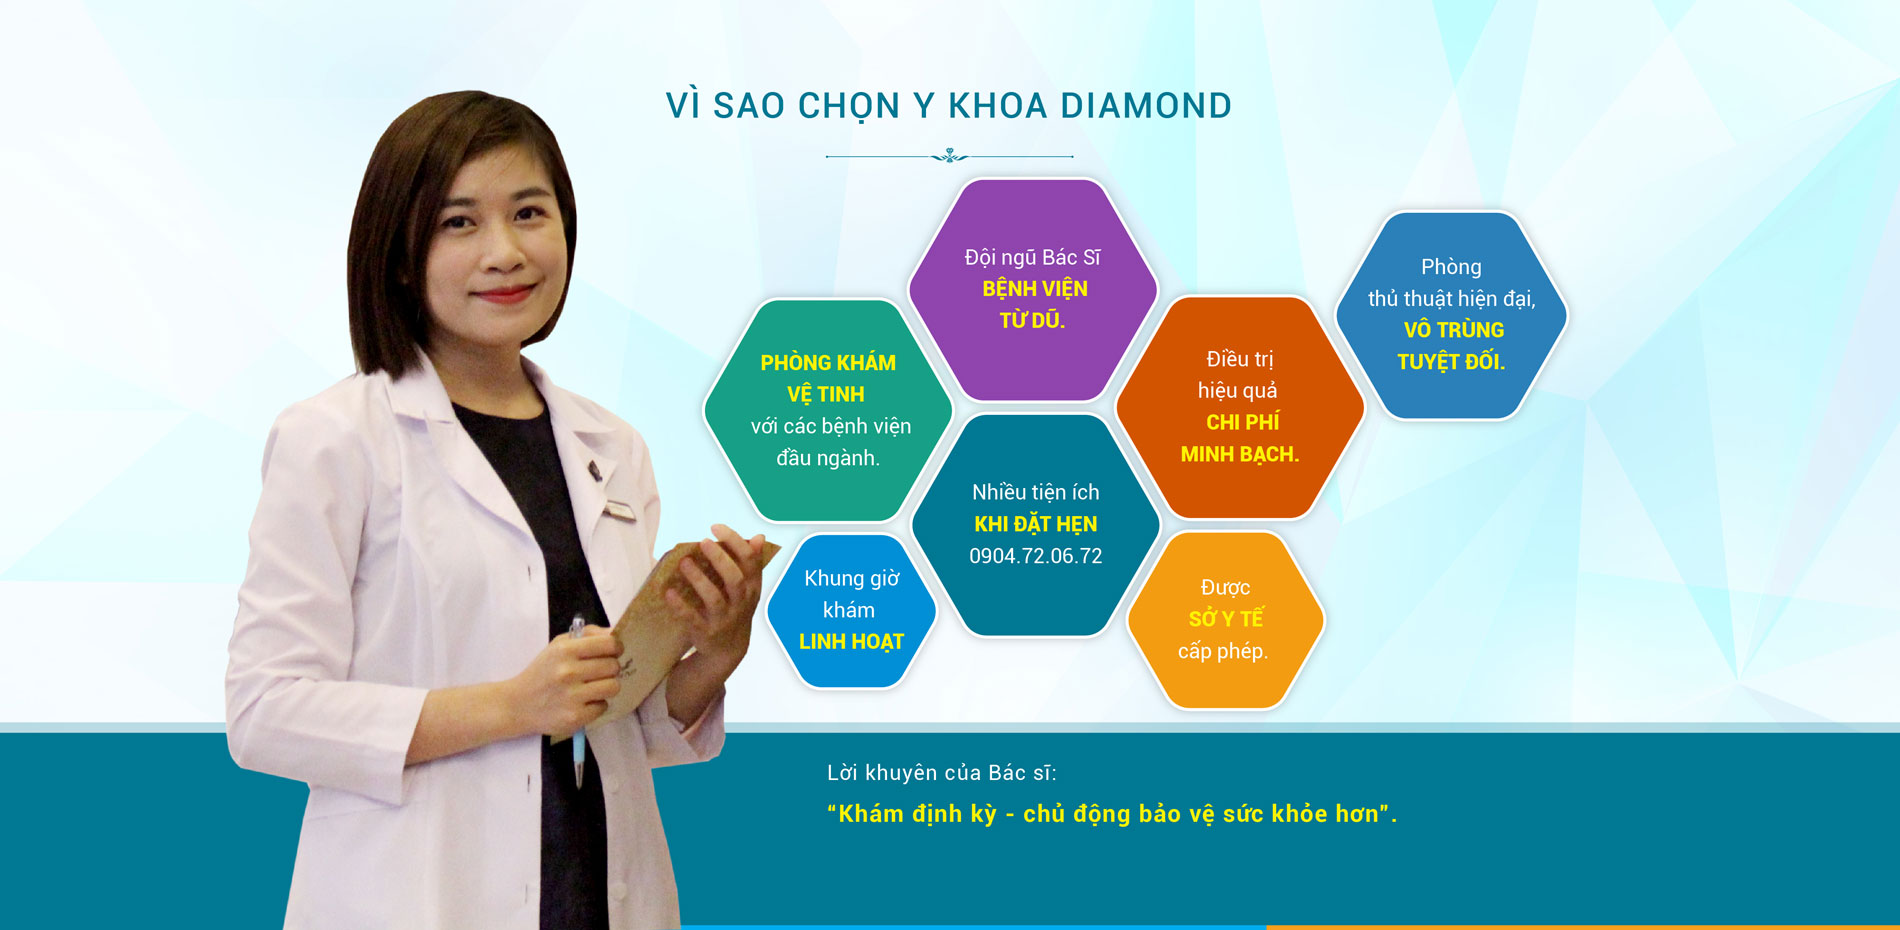 VÌ SAO CHỌN Y KHOA DIAMOND
Đội ngũ Bác Sĩ
BỆNH VIỆN
TỪ DŨ.
Phòng
thủ thuật hiện đại,
VÔ TRÙNG
TUYỆT ĐỐI.
PHÒNG KHÁM
VỆ TINH
với các bệnh viện
đầu ngành.
Điều trị
hiệu quả
CHI PHÍ
MINH BẠCH.
Nhiều tiện ích
KHI ĐẶT HẸN
0904.72.06.72
Khung giờ
khám
LINH HOẠT
Được
SỞ Y TẾ
cấp phép.
Lời khuyên của Bác sĩ:
“Khám định kỳ - chủ động bảo vệ sức khỏe hơn”.